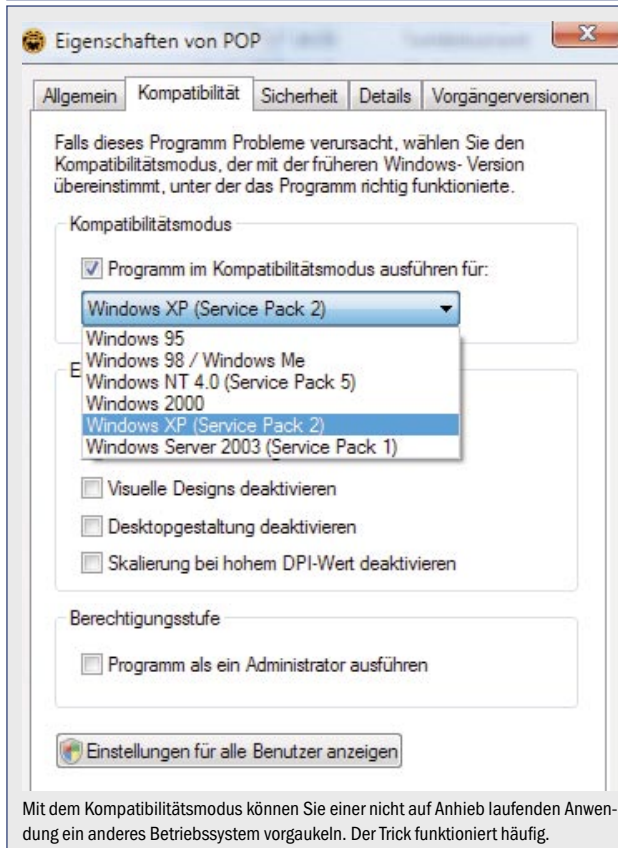 Eigenschaften von POP
Allgemein Kompatibilität Sicherheit Details Vorgängerversionen
Falls dieses Programm Probleme verursacht, wählen Sie den
Kompatibilitätsmodus, der mit der früheren Windows- Version
übereinstimmt, unter der das Programm richtig funktionierte.
Kompatibilitätsmodus
Programm im Kompatibilitätsmodus ausführen für:
Windows XP (Service Pack 2)
Windows 95
E
Windows 98 / Windows Me
Windows NT 4.0 (Service Pack 5)
Windows 2000
Windows XP (Service Pack 2)
Windows Server 2003 (Service Pack 1)
Visuelle Designs deaktivieren
Desktopgestaltung deaktivieren
Skalierung bei hohem DPI-Wert deaktivieren
Berechtigungsstufe
Programm als ein Administrator ausführen
Einstellungen für alle Benutzer anzeigen
Mit dem Kompatibilitätsmodus können Sie einer nicht auf Anhieb laufenden Anwen-
dung ein anderes Betriebssystem vorgaukeln. Der Trick funktioniert häufig.